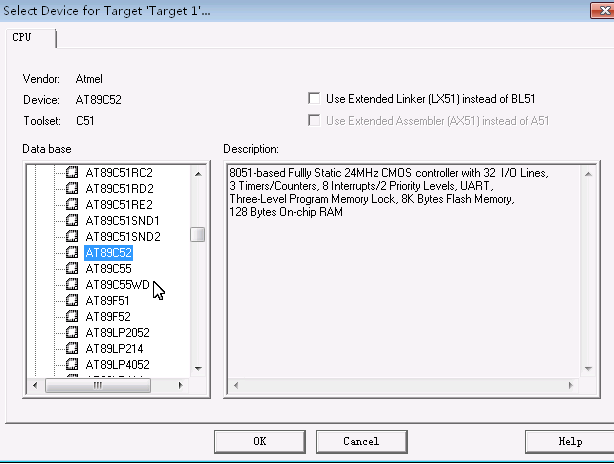 Select Device for Target 'Target 1'...
CPU
Vendor: Atmel
Device: AT89C52
Toolset: C51
Use Extended Linker (LX51) instead of BL51
Use Extended Assembler (AX51) instead of A51
Data base
Description:
AT89C51RC2
AT89C51RD2
AT89C51RE2
AT89C51SND1
AT89C51SND2
AT89C52
AT89C55
AT89C55WD
AT89F51
AT89F52
AT89LP2052
AT89LP214
AT89LP4052
8051-based Fullly Static 24MHz CMOS controller with 32 I/O Lines,
3 Timers/Counters, 8 Interrupts/2 Priority Levels, UART,
Three-Level Program Memory Lock, 8K Bytes Flash Memory,
128 Bytes On-chip RAM
OK
Cancel
Help